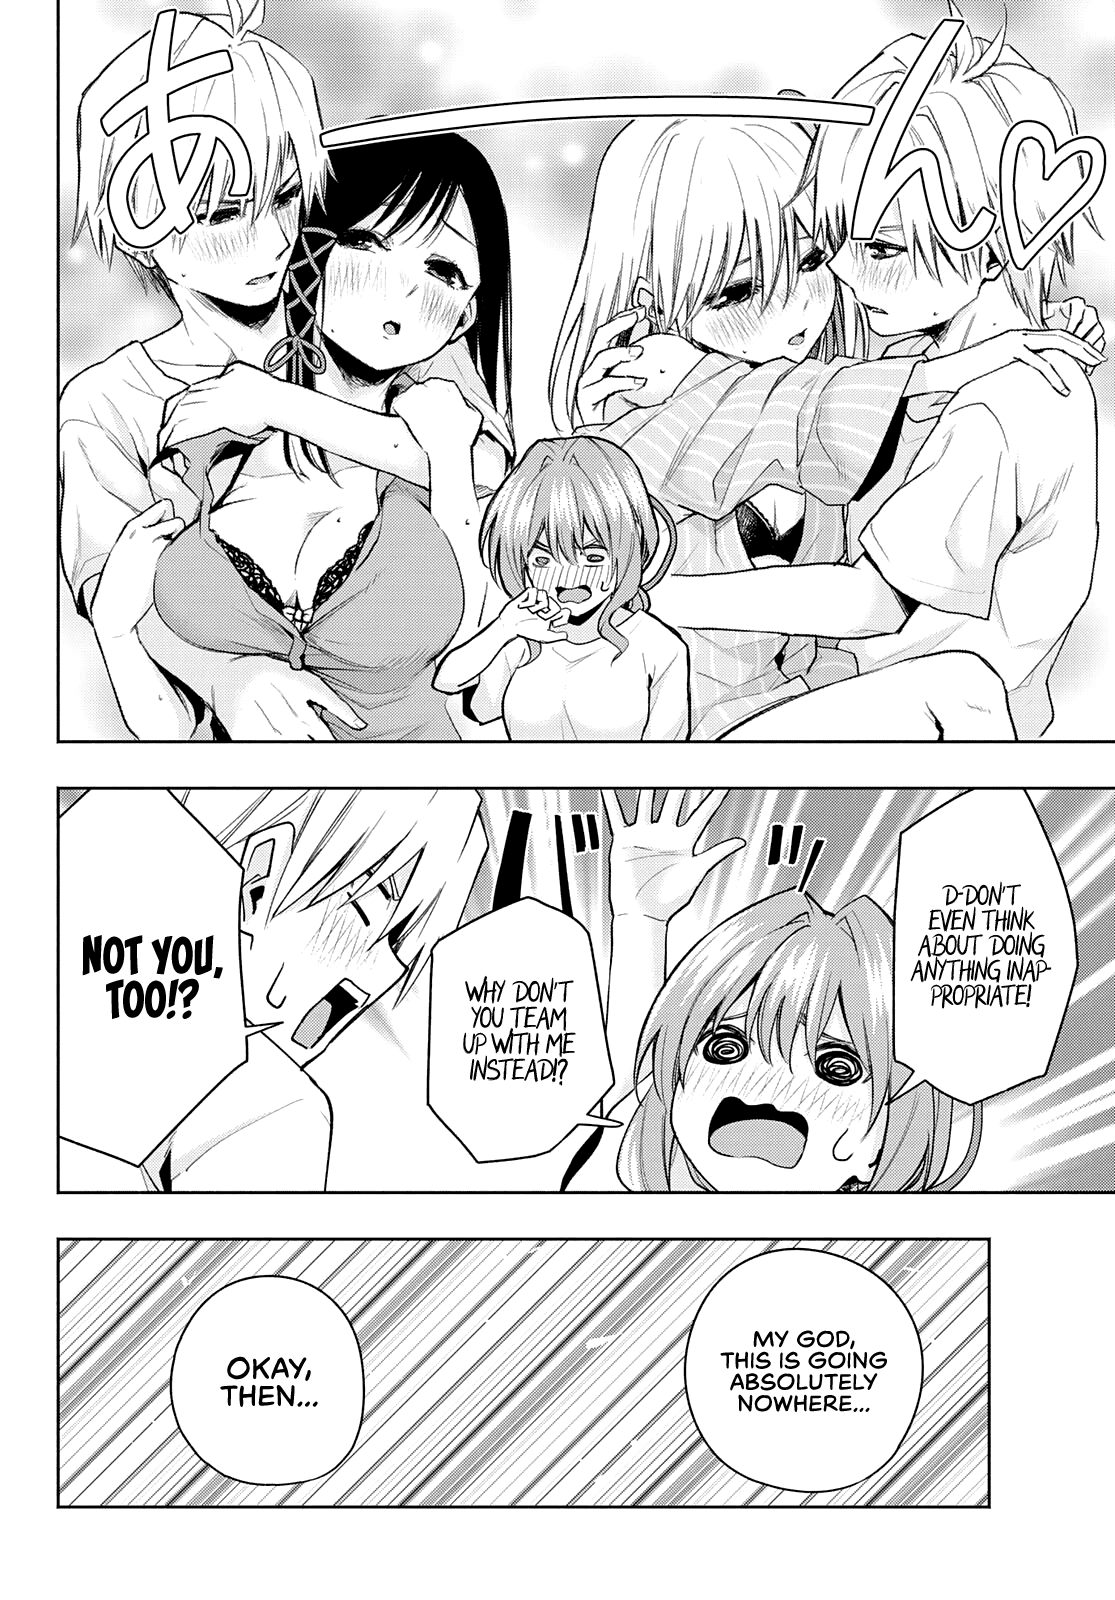 あーん♡
D-DON'T
EVEN THINK
ABOUT DOING
ANYTHING INAP-
PROPRIATE!
WHY DON'T
YOU TEAM
UP WITH ME
INSTEAD!?
NOT YOU,
TOO!?
MY GOD,
THIS IS GOING
ABSOLUTELY
NOWHERE...
OKAY,
THEN...